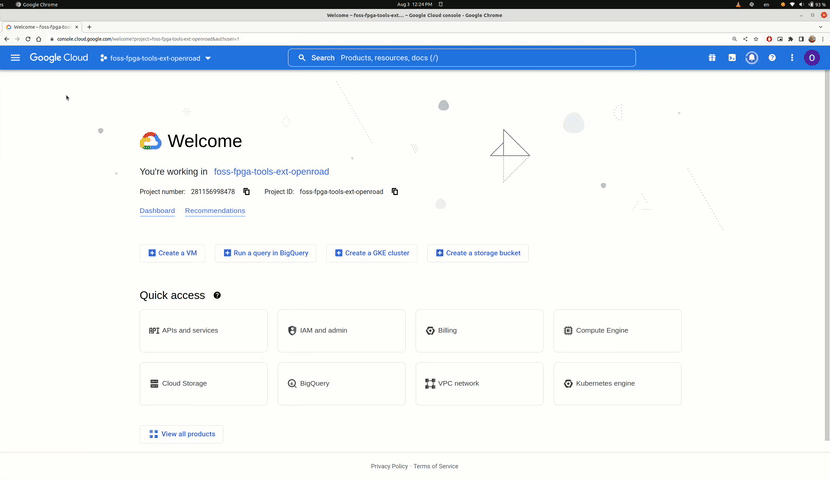 Google Chrome
Aug 3 12:24 PM
en
93 %
Welcome – foss-fpga-tools-ext… – Google Cloud console - Google Chrome
Welcome – foss-fpga-tools-
console.cloud.google.com/welcome?project=foss-fpga-tools-ext-openroad&authuser=1
Google Cloud
foss-fpga-tools-ext-openroad
Search Products, resources, docs (/)
O
Welcome
You're working in foss-fpga-tools-ext-openroad
Project number: 281156998478 Project ID: foss-fpga-tools-ext-openroad
Dashboard Recommendations
Create a VM
Run a query in BigQuery
Create a GKE cluster
Create a storage bucket
Quick access
API APIs and services
IAM and admin
Billing
Compute Engine
Cloud Storage
BigQuery
VPC network
Kubernetes engine
View all products
Privacy Policy · Terms of Service